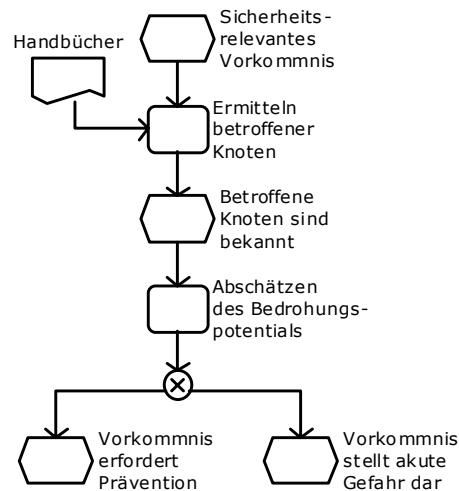 Sicherheits-
relevantes
Vorkommnis
Handbücher
Ermitteln
betroffener
Knoten
Betroffene
Knoten sind
bekannt
Abschätzen
des Bedrohungs-
potentials
Vorkommnis
erfordert
Prävention
Vorkommnis
stellt akute
Gefahr dar